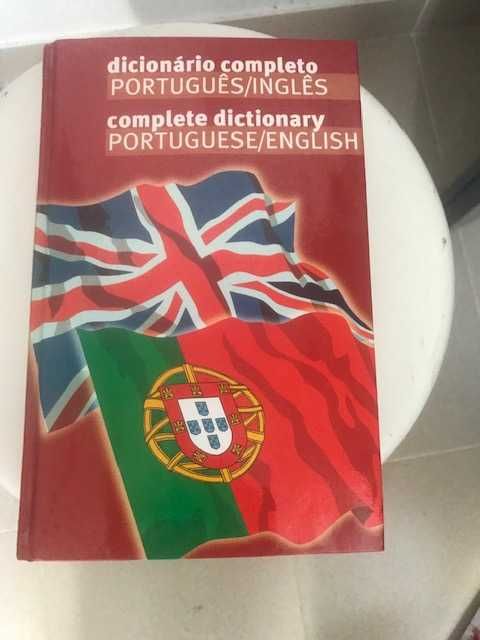 dicionário completo
PORTUGUÊS/INGLÊS
complete dictionary
PORTUGUESE/ENGLISH